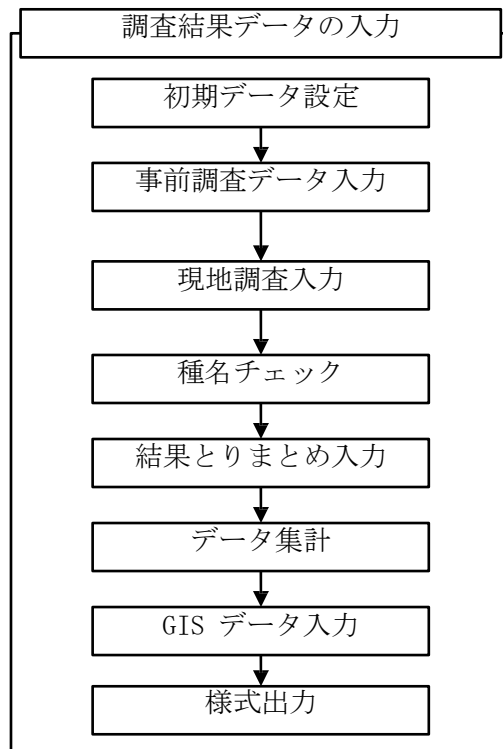 調査結果データの入力
初期データ設定
事前調査データ入力
現地調査入力
種名チェック
結果とりまとめ入力
データ集計
GIS データ入力
様式出力